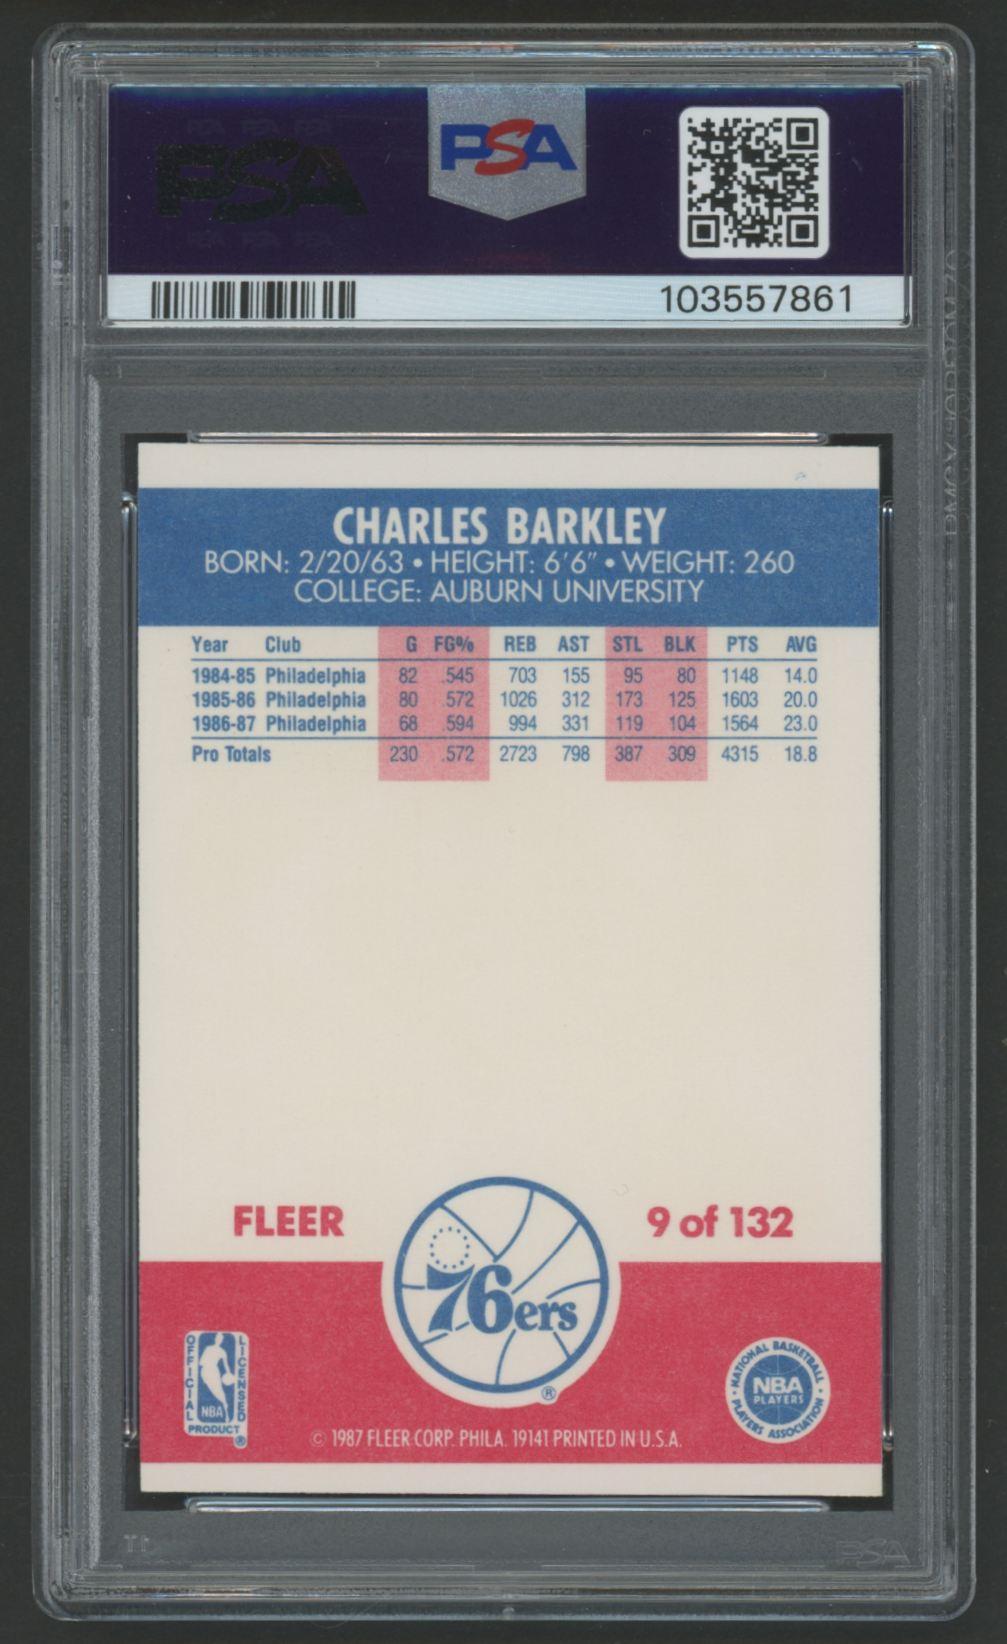 PSA
PSA
103557861
CHARLES BARKLEY
BORN: 2/20/63 • HEIGHT: 6'6" • WEIGHT: 260
COLLEGE: AUBURN UNIVERSITY
Year Club G FG% REB AST STL BLK PTS AVG
1984-85 Philadelphia 82 .545 703 155 95 80 1148 14.0
1985-86 Philadelphia 80 .572 1026 312 173 125 1603 20.0
1986-87 Philadelphia 68 .594 994 331 119 104 1564 23.0
Pro Totals 230 .572 2723 798 387 309 4315 18.8
FLEER
9 of 132
76ers
®
OFFICIAL LICENSED
NBA
PRODUCT
®
NATIONAL BASKETBALL
NBA
PLAYERS
PLAYERS ASSOCIATION
© 1987 FLEER CORP. PHILA. 19141 PRINTED IN U.S.A.
PSA